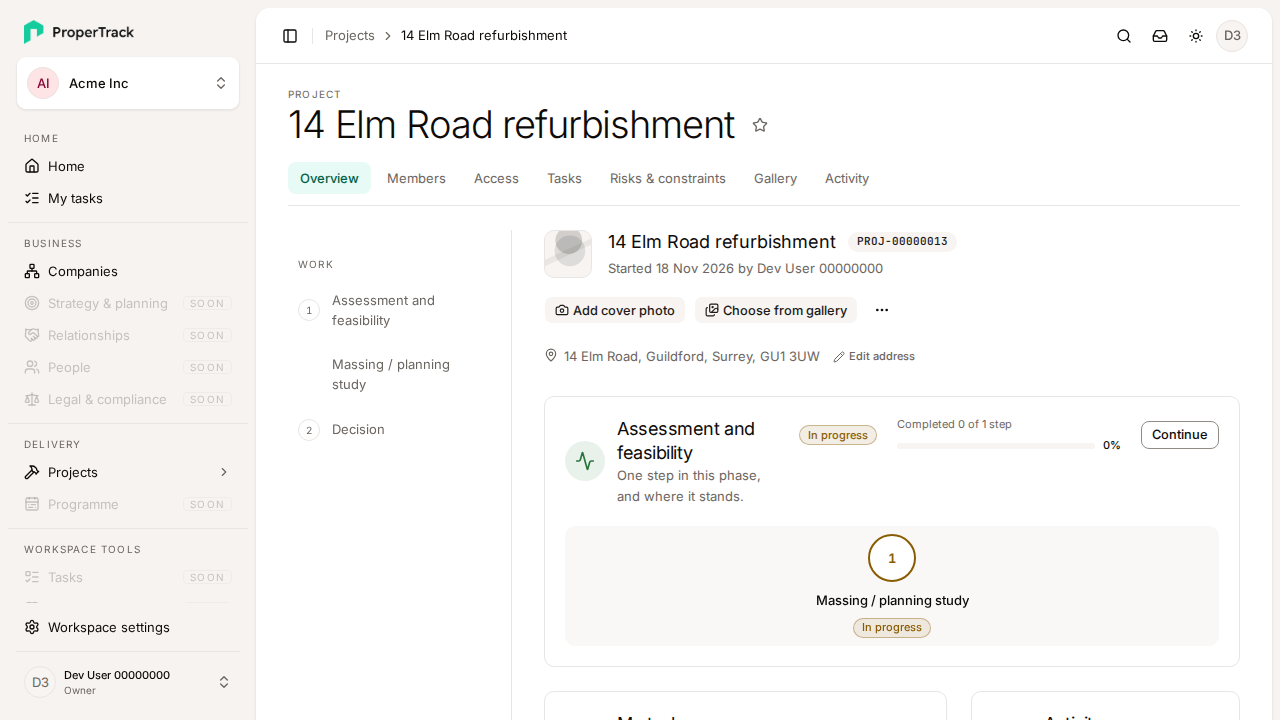 ProperTrack
AI
Acme Inc
HOME
Home
My tasks
BUSINESS
Companies
Strategy & planning SOON
Relationships SOON
People SOON
Legal & compliance SOON
DELIVERY
Projects
Programme SOON
WORKSPACE TOOLS
Tasks SOON
Workspace settings
D3
Dev User 00000000
Owner
Projects > 14 Elm Road refurbishment
D3
PROJECT
14 Elm Road refurbishment
Overview Members Access Tasks Risks & constraints Gallery Activity
WORK
1 Assessment and
feasibility
Massing / planning
study
2 Decision
14 Elm Road refurbishment PROJ-00000013
Started 18 Nov 2026 by Dev User 00000000
Add cover photo Choose from gallery
14 Elm Road, Guildford, Surrey, GU1 3UW Edit address
Assessment and
feasibility
One step in this phase,
and where it stands.
In progress
Completed 0 of 1 step
0%
Continue
1
Massing / planning study
In progress